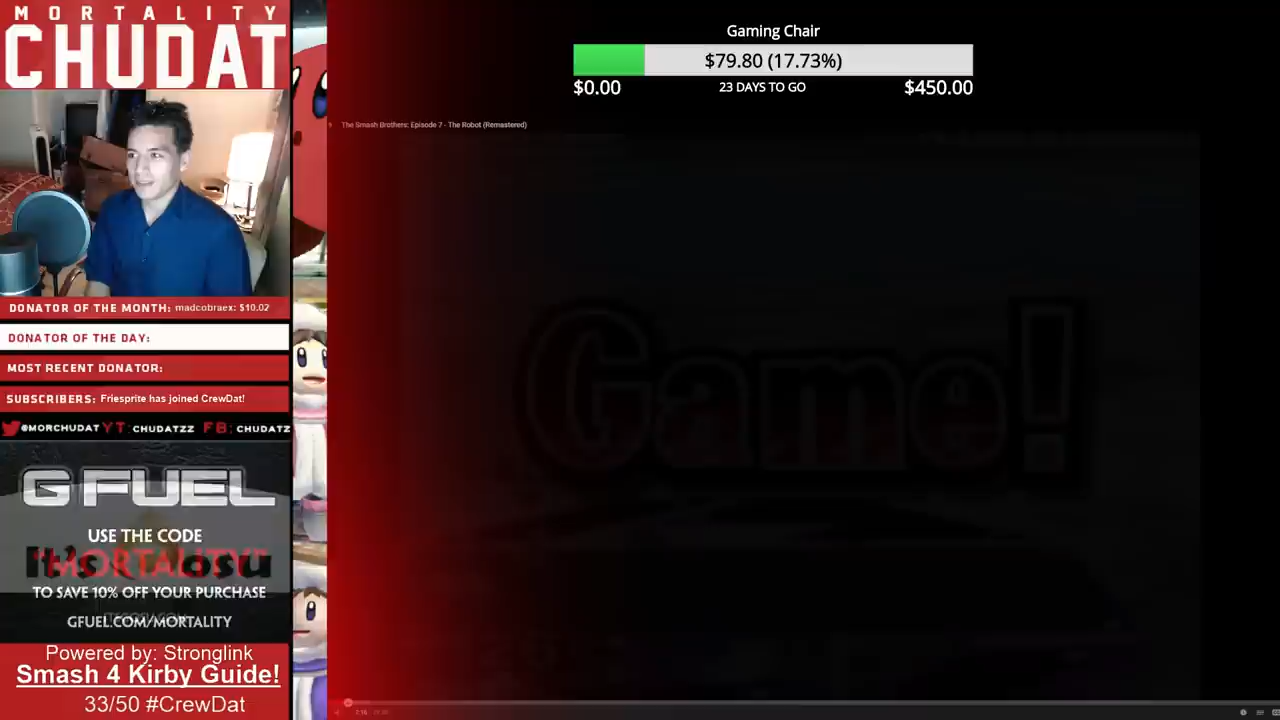 MORTALITY
CHUDAT
Gaming Chair
$79.80 (17.73%)
$0.00
23 DAYS TO GO
$450.00
The Smash Brothers: Episode 7 - The Robot (Remastered)
Game!
DONATOR OF THE MONTH: madcobraex: $10.02
DONATOR OF THE DAY:
MOST RECENT DONATOR:
SUBSCRIBERS: Friesprite has joined CrewDat!
@MORCHUDAT YT: CHUDATZZ FB: CHUDATZ
G FUEL
USE THE CODE
"MORTALITY"
TO SAVE 10% OFF YOUR PURCHASE
GFUEL.COM/MORTALITY
Powered by: Stronglink
Smash 4 Kirby Guide!
33/50 #CrewDat